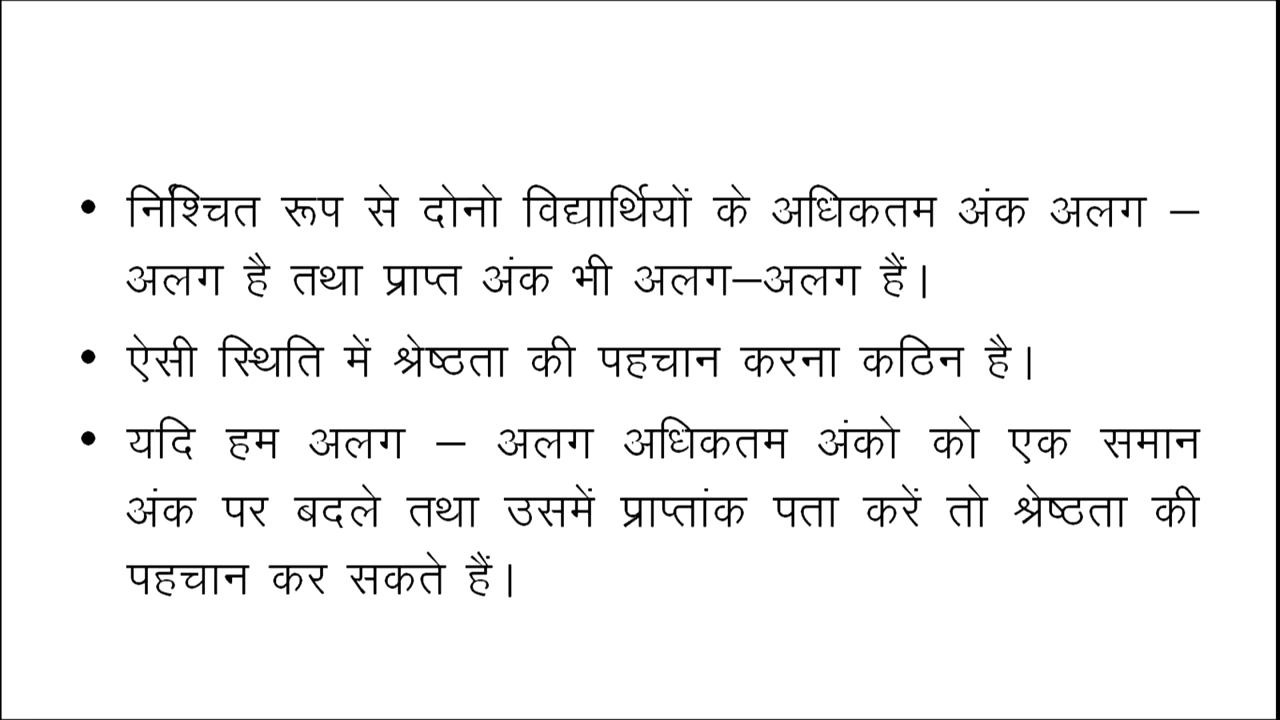 • निश्चित रूप से दोनो विद्यार्थियों के अधिकतम अंक अलग –
अलग है तथा प्राप्त अंक भी अलग–अलग हैं।
• ऐसी स्थिति में श्रेष्ठता की पहचान करना कठिन है।
• यदि हम अलग – अलग अधिकतम अंको को एक समान
अंक पर बदले तथा उसमें प्राप्तांक पता करें तो श्रेष्ठता की
पहचान कर सकते हैं।